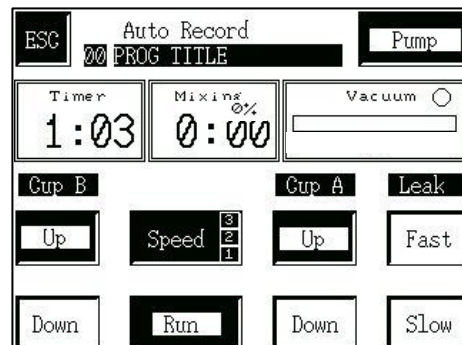 ESC
Auto Record
00 PROG TITLE
Pump
Timer
1:03
Mixing
0%
0:00
Vacuum
Cup B
Cup A
Leak
Up
Speed
3
2
1
Up
Fast
Down
Run
Down
Slow